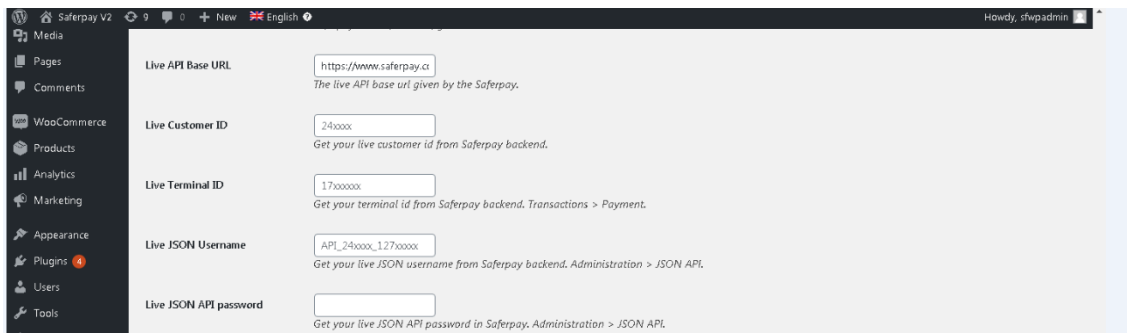 Saferpay V2 9 0 + New English Howdy, sfwpadmin
Media
Pages
Comments
WooCommerce
Products
Analytics
Marketing
Appearance
Plugins 4
Users
Tools
Live API Base URL https://www.saferpay.co
The live API base url given by the Saferpay.
Live Customer ID 24xxxx
Get your live customer id from Saferpay backend.
Live Terminal ID 17xxxxxx
Get your terminal id from Saferpay backend. Transactions > Payment.
Live JSON Username API_24xxxx_127xxxxx
Get your live JSON username from Saferpay backend. Administration > JSON API.
Live JSON API password
Get your live JSON API password in Saferpay. Administration > JSON API.